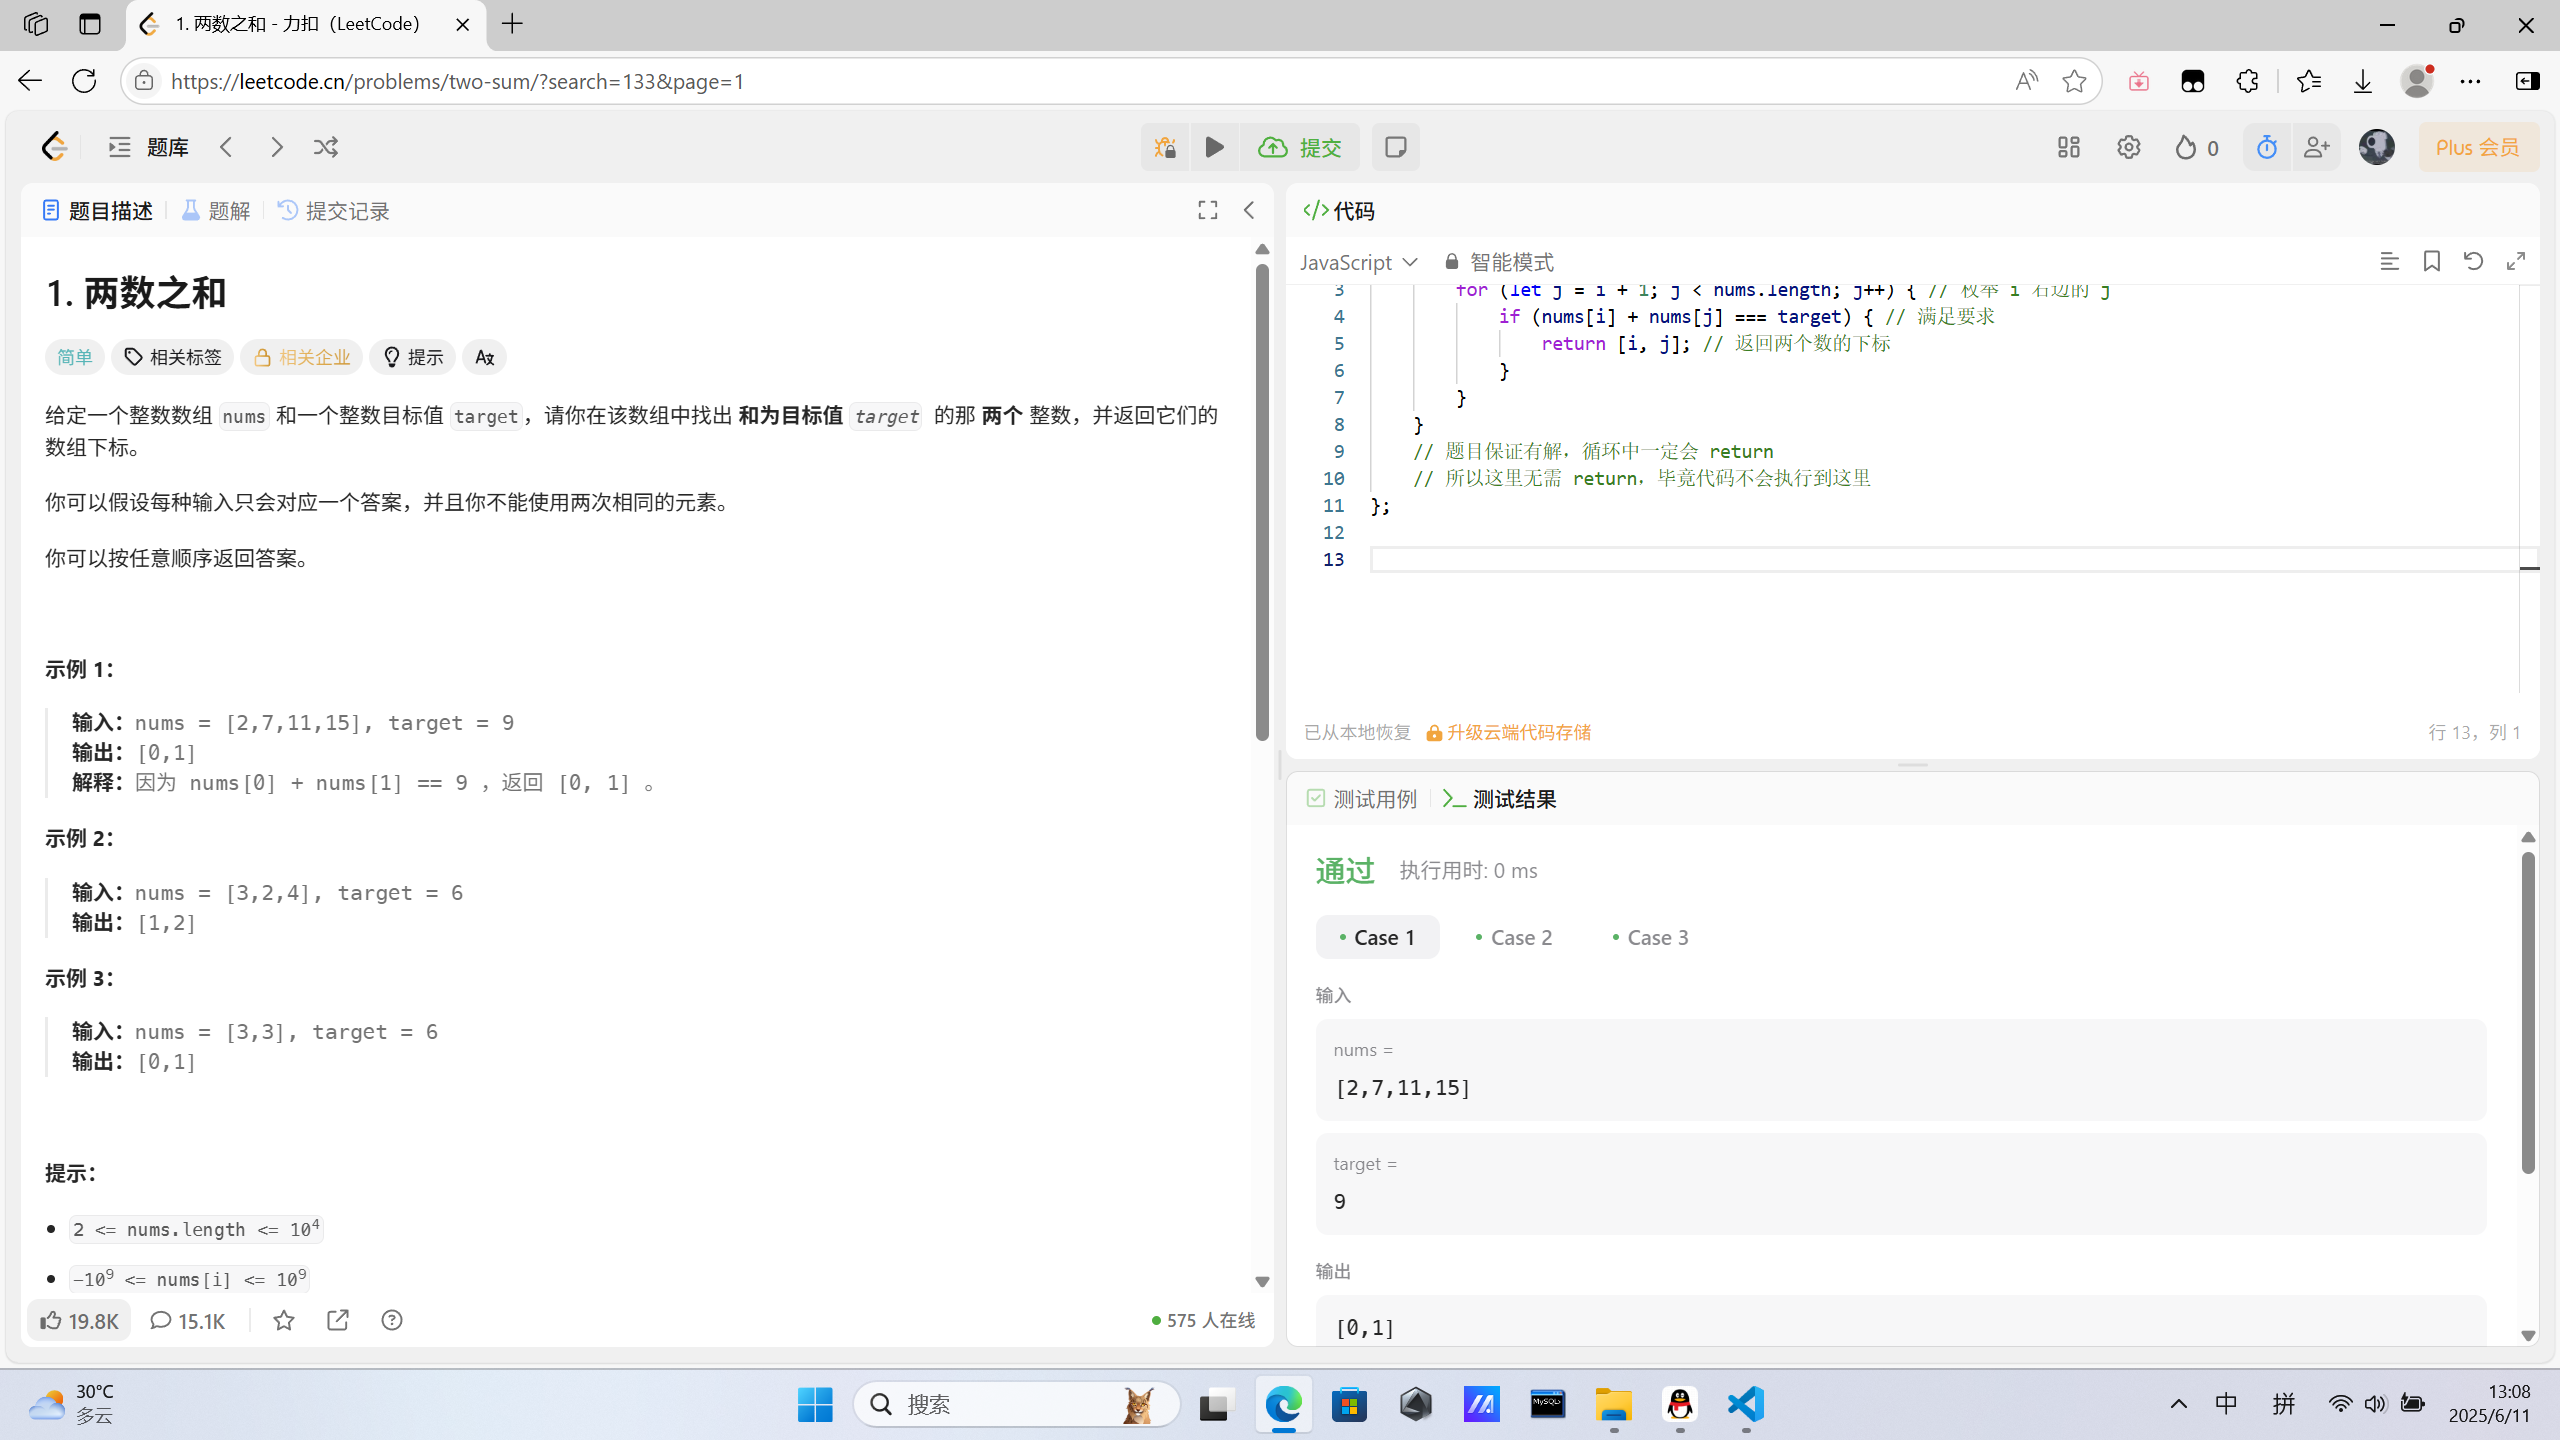 1. 两数之和 - 力扣（LeetCode）
https://leetcode.cn/problems/two-sum/?search=133&page=1
题库
提交
0
Plus 会员
题目描述
题解
提交记录
1. 两数之和
简单
相关标签
相关企业
提示
给定一个整数数组 nums 和一个整数目标值 target，请你在该数组中找出 和为目标值 target 的那 两个 整数，并返回它们的
数组下标。
你可以假设每种输入只会对应一个答案，并且你不能使用两次相同的元素。
你可以按任意顺序返回答案。
示例 1：
输入：nums = [2,7,11,15], target = 9
输出：[0,1]
解释：因为 nums[0] + nums[1] == 9 ，返回 [0, 1] 。
示例 2：
输入：nums = [3,2,4], target = 6
输出：[1,2]
示例 3：
输入：nums = [3,3], target = 6
输出：[0,1]
提示：
2 <= nums.length <= 10⁴
-10⁹ <= nums[i] <= 10⁹
19.8K
15.1K
575 人在线
代码
JavaScript
智能模式
3 for (let j = i + 1; j < nums.length; j++) { // 枚举 i 右边的 j
4 if (nums[i] + nums[j] === target) { // 满足要求
5 return [i, j]; // 返回两个数的下标
6 }
7 }
8 }
9 // 题目保证有解，循环中一定会 return
10 // 所以这里无需 return，毕竟代码不会执行到这里
11 };
12
13
已从本地恢复
升级云端代码存储
行 13，列 1
测试用例
测试结果
通过
执行用时: 0 ms
Case 1
Case 2
Case 3
输入
nums =
[2,7,11,15]
target =
9
输出
[0,1]
30°C
多云
搜索
MySQL
中
拼
13:08
2025/6/11